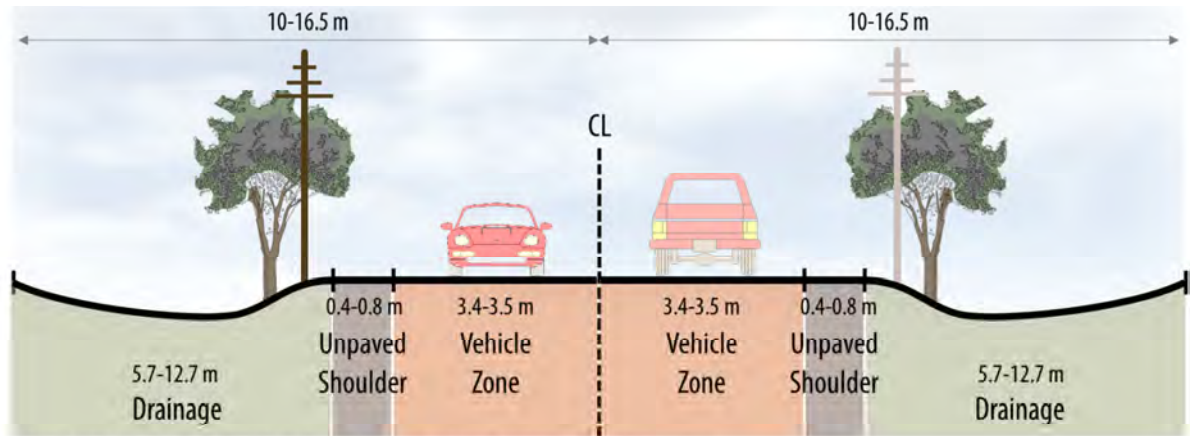 10-16.5 m
10-16.5 m
CL
0.4-0.8 m
Unpaved
Shoulder
3.4-3.5 m
Vehicle
Zone
3.4-3.5 m
Vehicle
Zone
0.4-0.8 m
Unpaved
Shoulder
5.7-12.7 m
Drainage
5.7-12.7 m
Drainage